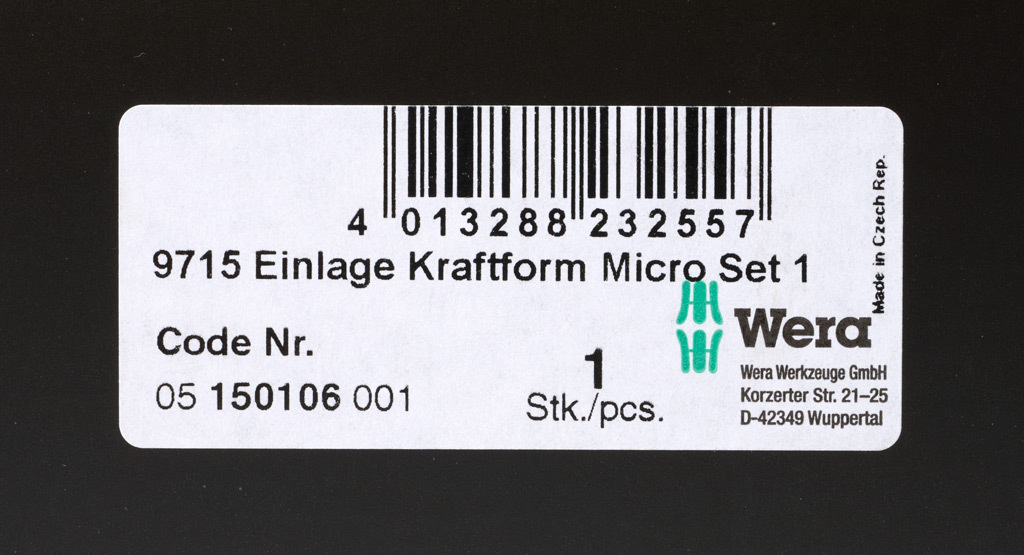 4 013288 232557
9715 Einlage Kraftform Micro Set 1
Code Nr.
05 150106 001
1
Stk./pcs.
Wera
Wera Werkzeuge GmbH
Korzerter Str. 21–25
D-42349 Wuppertal
Made in Czech Rep.